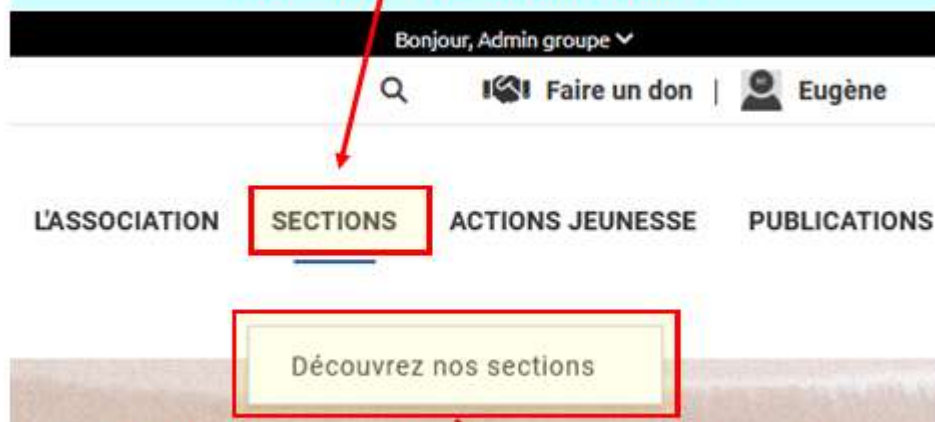 Bonjour, Admin groupe
Faire un don | Eugène
L'ASSOCIATION SECTIONS ACTIONS JEUNESSE PUBLICATIONS
Découvrez nos sections